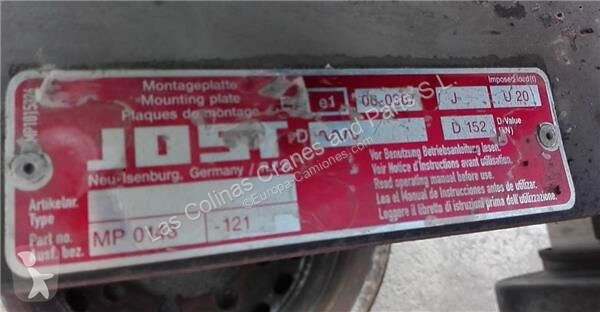 Montageplatte
Mounting plate
Plaques de montage
e1 J
Imposed load(t)
U 20
JOST
D
D 152
D-Value
(kN)
Neu-Isenburg, Germany
Vor Benutzung Betriebsanleitung lesen.
Voir Notice d'Instructions avant utilisation.
Read operating manual before use.
Lea el Manual de Instrucciones antes de utilizar.
Leggere il libretto di istruzioni prima dell'utilizzo.
Artikelnr.
Type
Part no.
Ausf. bez.
MP -121
Las Colinas Cranes and Parts S.L.
©Europa-Camiones.com